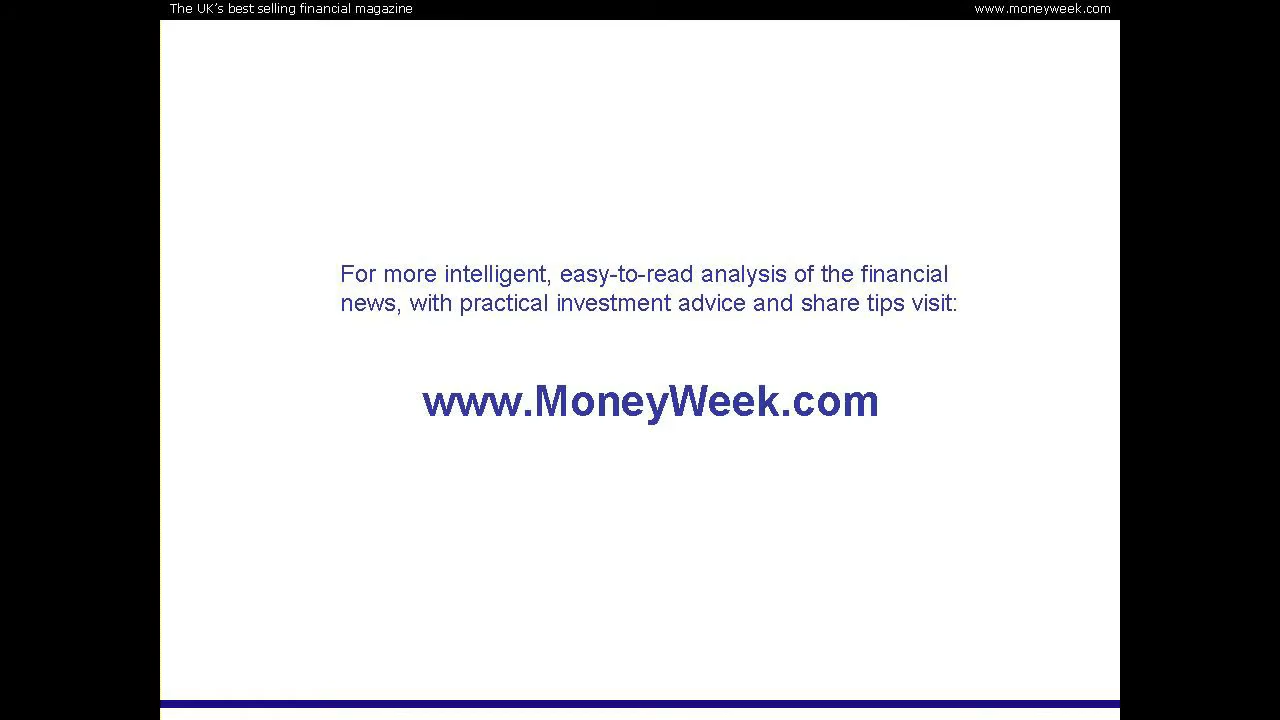 The UK's best selling financial magazine
www.moneyweek.com
For more intelligent, easy-to-read analysis of the financial
news, with practical investment advice and share tips visit:
www.MoneyWeek.com